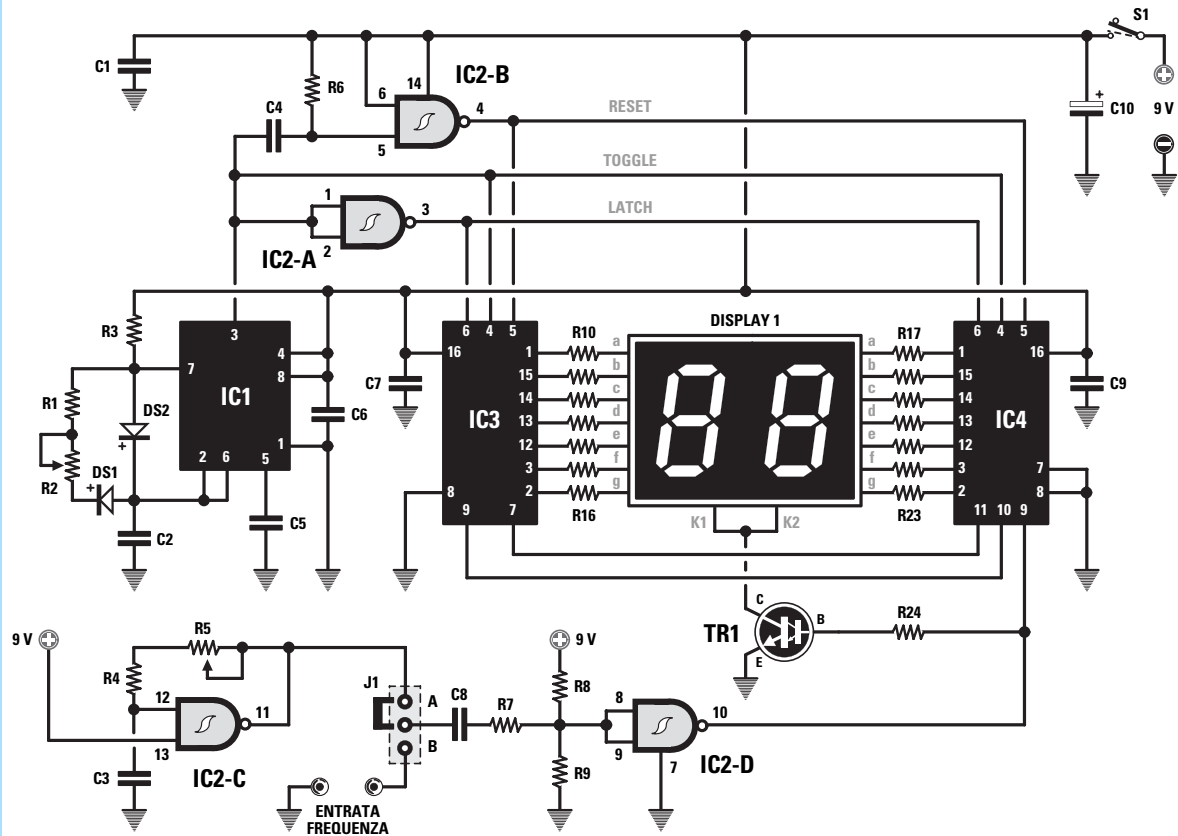 S1
C1
R6
IC2-B
14
6
4
5
C4
RESET
C10
+
9 V
TOGGLE
1
3
2
IC2-A
LATCH
R3
3
7
4
8
IC1
1
2 6 5
R1
DS2
+
R2
DS1
+
C2
C5
C6
C7
6 4 5
16
1
15
14
13
12
3
2
IC3
8
9 7
R10
R16
DISPLAY 1
a
b
c
d
e
f
g
88
a
b
c
d
e
f
g
K1 K2
R17
R23
6 4 5
1
15
14
13
12
3
2
16
IC4
7
8
11 10 9
C9
C
B
E
TR1
R24
9 V
R5
R4
12
11
13
IC2-C
C3
J1
A
B
C8
R7
9 V
R8
R9
8
10
9
7
IC2-D
ENTRATA
FREQUENZA